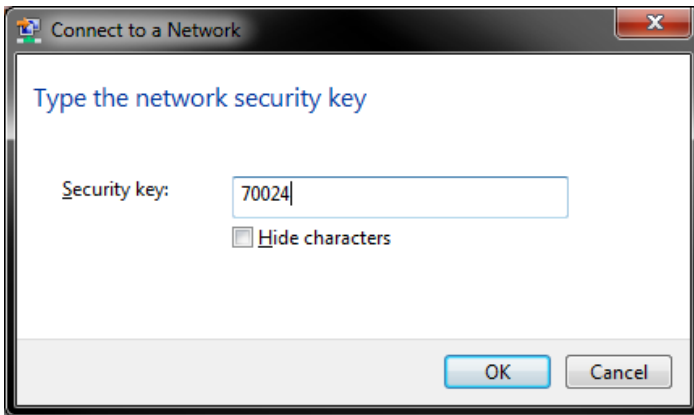 Connect to a Network
Type the network security key
Security key:
70024
Hide characters
OK
Cancel